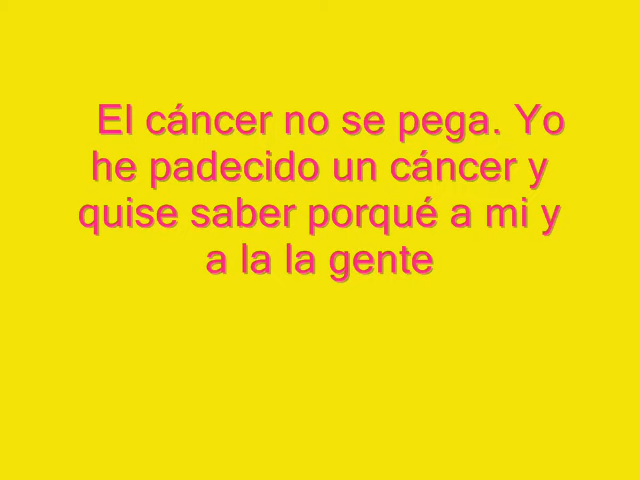 El cáncer no se pega. Yo
he padecido un cáncer y
quise saber porqué a mi y
a la la gente